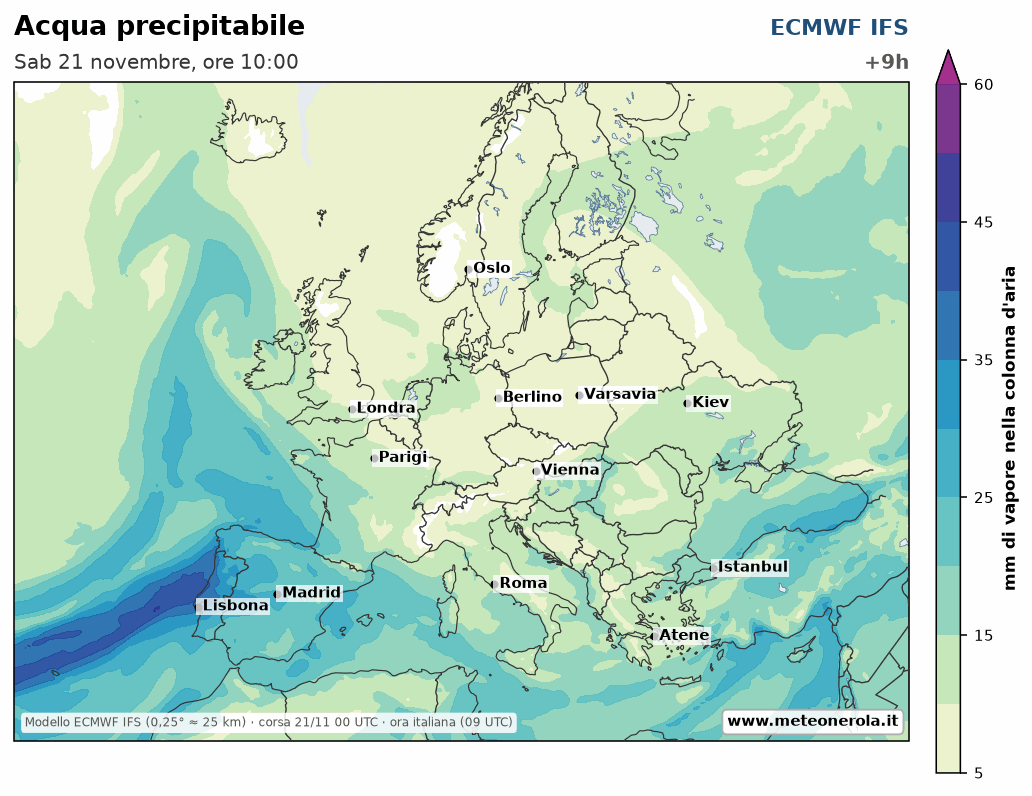 Acqua precipitabile
ECMWF IFS
Sab 21 novembre, ore 10:00
+9h
60
45
35
25
15
5
mm di vapore nella colonna d'aria
Oslo
Berlino
Varsavia
Kiev
Londra
Parigi
Vienna
Istanbul
Roma
Madrid
Lisbona
Atene
Modello ECMWF IFS (0,25° ≈ 25 km) · corsa 21/11 00 UTC · ora italiana (09 UTC)
www.meteonerola.it